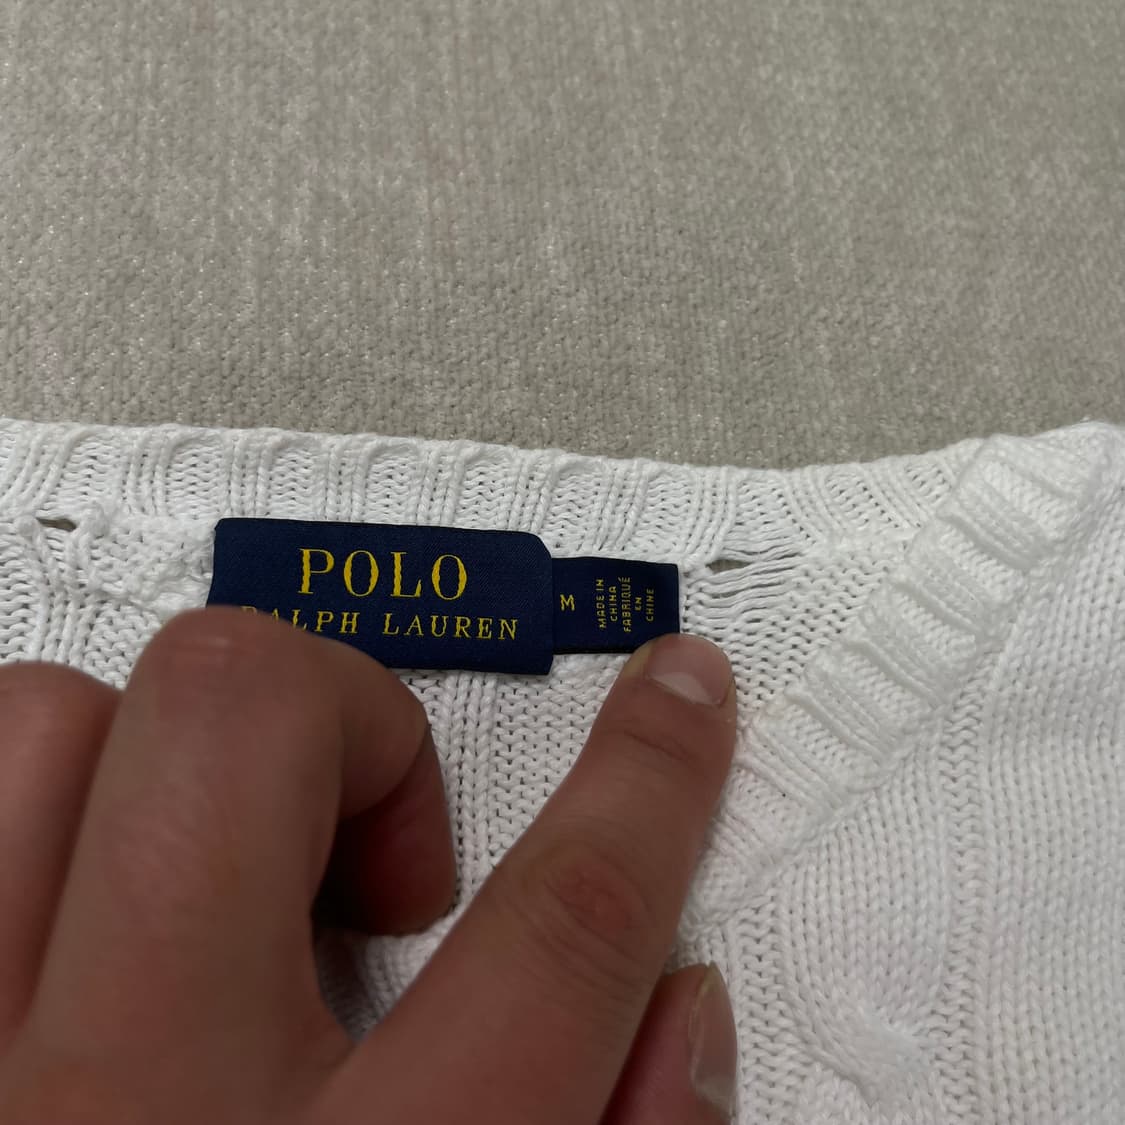 POLO
RALPH LAUREN
M
MADE IN
CHINA
FABRIQUÉ
EN
CHINE